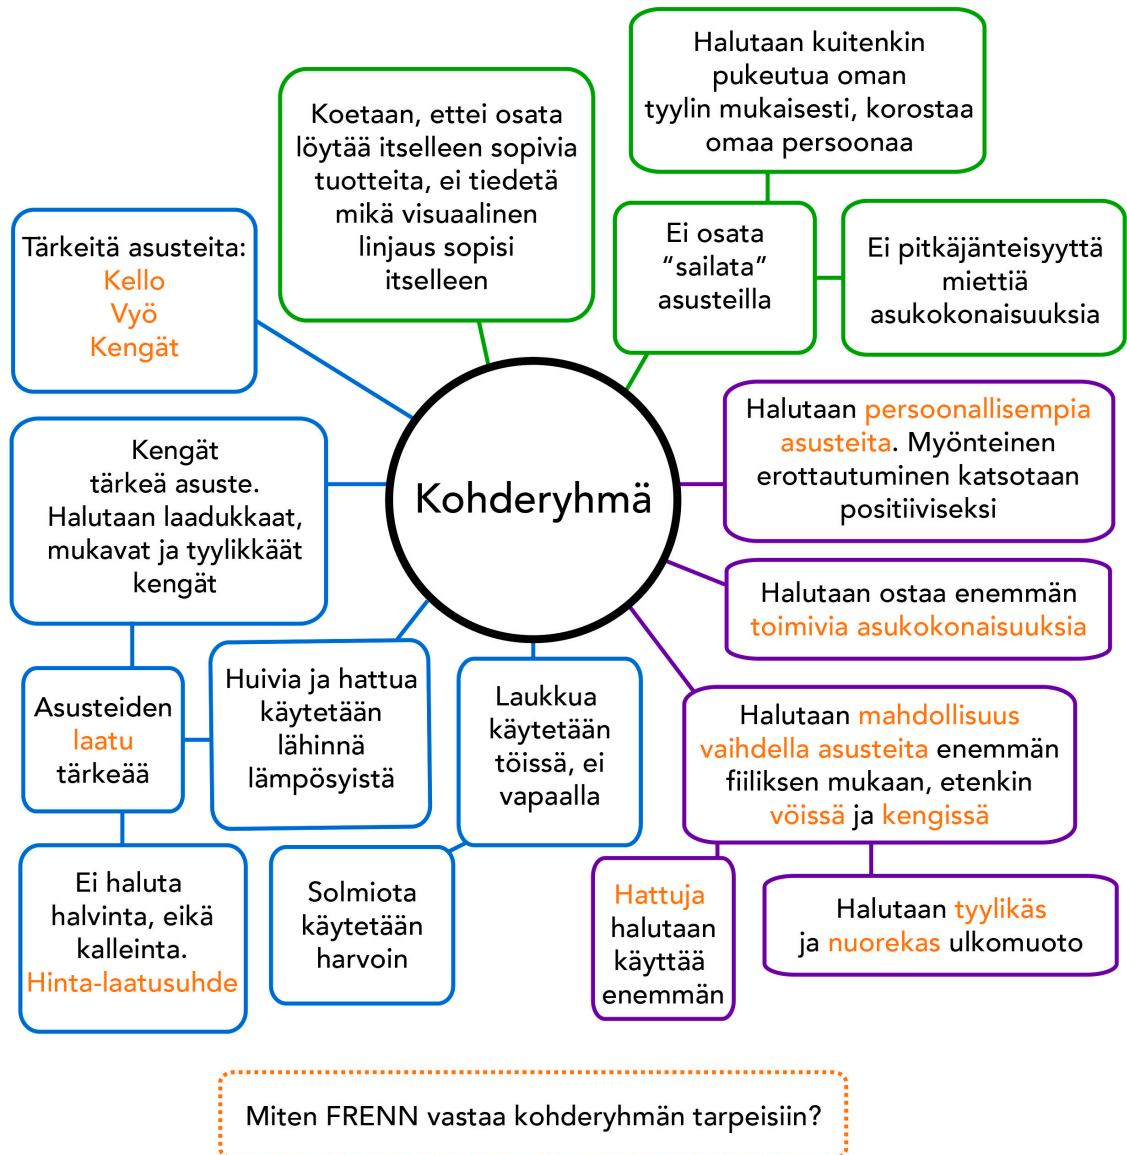 Halutaan kuitenkin
pukeutua oman
tyylin mukaisesti, korostaa
omaa persoonaa
Koetaan, ettei osata
löytää itselleen sopivia
tuotteita, ei tiedetä
mikä visuaalinen
linjaus sopisi
itselleen
Ei osata
“sailata”
asusteilla
Ei pitkäjänteisyyttä
miettiä
asukokonaisuuksia
Tärkeitä asusteita:
Kello
Vyö
Kengät
Halutaan persoonallisempia
asusteita. Myönteinen
erottautuminen katsotaan
positiiviseksi
Kengät
tärkeä asuste.
Halutaan laadukkaat,
mukavat ja tyylikkäät
kengät
Kohderyhmä
Halutaan ostaa enemmän
toimivia asukokonaisuuksia
Asusteiden
laatu
tärkeää
Huivia ja hattua
käytetään
lähinnä
lämpösyistä
Laukkua
käytetään
töissä, ei
vapaalla
Halutaan mahdollisuus
vaihdella asusteita enemmän
fiiliksen mukaan, etenkin
vöissä ja kengissä
Ei haluta
halvinta, eikä
kalleinta.
Hinta-laatusuhde
Solmiota
käytetään
harvoin
Hattuja
halutaan
käyttää
enemmän
Halutaan tyylikäs
ja nuorekas ulkomuoto
Miten FRENN vastaa kohderyhmän tarpeisiin?